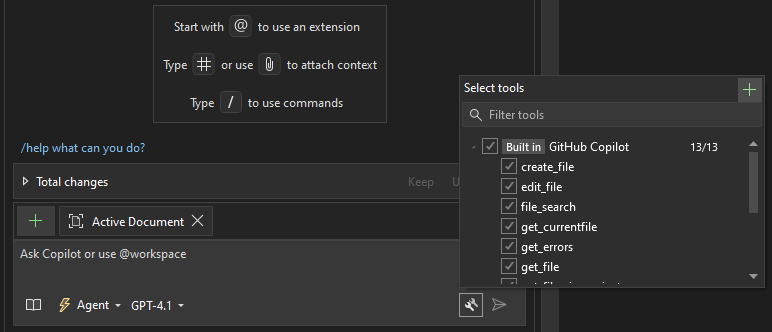 Start with @ to use an extension
Type # or use to attach context
Type / to use commands
/help what can you do?
Total changes
Keep
Active Document
Ask Copilot or use @workspace
Agent
GPT-4.1
Select tools
Filter tools
Built in GitHub Copilot 13/13
create_file
edit_file
file_search
get_currentfile
get_errors
get_file